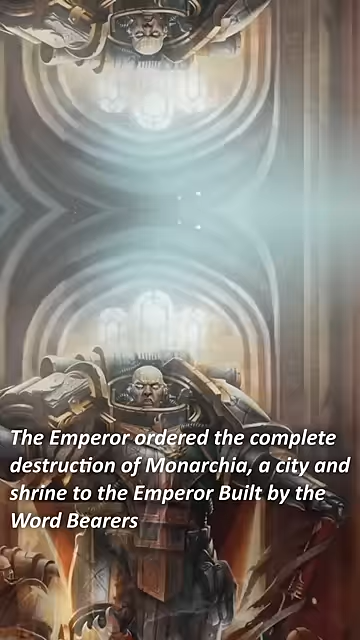 The Emperor ordered the complete
destruction of Monarchia, a city and
shrine to the Emperor Built by the
Word Bearers